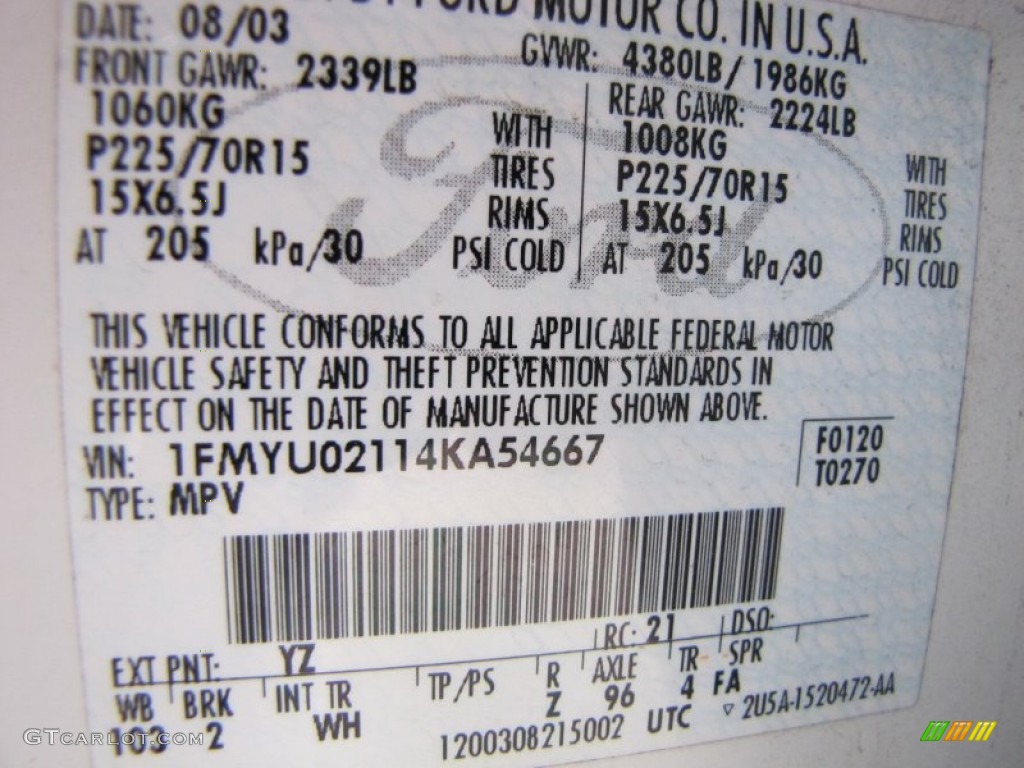 FORD MOTOR CO. IN U.S.A.
DATE: 08/03 GVWR: 4380LB/ 1986KG
FRONT GAWR: 2339LB REAR GAWR: 2224LB
1060KG WITH 1008KG WITH
P225/70R15 TIRES P225/70R15 TIRES
15X6.5J RIMS 15X6.5J RIMS
AT 205 kPa/30 PSI COLD AT 205 kPa/30 PSI COLD
Ford
THIS VEHICLE CONFORMS TO ALL APPLICABLE FEDERAL MOTOR
VEHICLE SAFETY AND THEFT PREVENTION STANDARDS IN
EFFECT ON THE DATE OF MANUFACTURE SHOWN ABOVE.
VIN: 1FMYU02114KA54667 F0120
TYPE: MPV T0270
EXT PNT: YZ RC: 21 DSO:
WB BRK INT TR TP/PS R AXLE TR SPR
103 2 WH Z 96 4 FA
1200308215002 UTC ▿ 2U5A-1520472-AA
GTcarlot.com